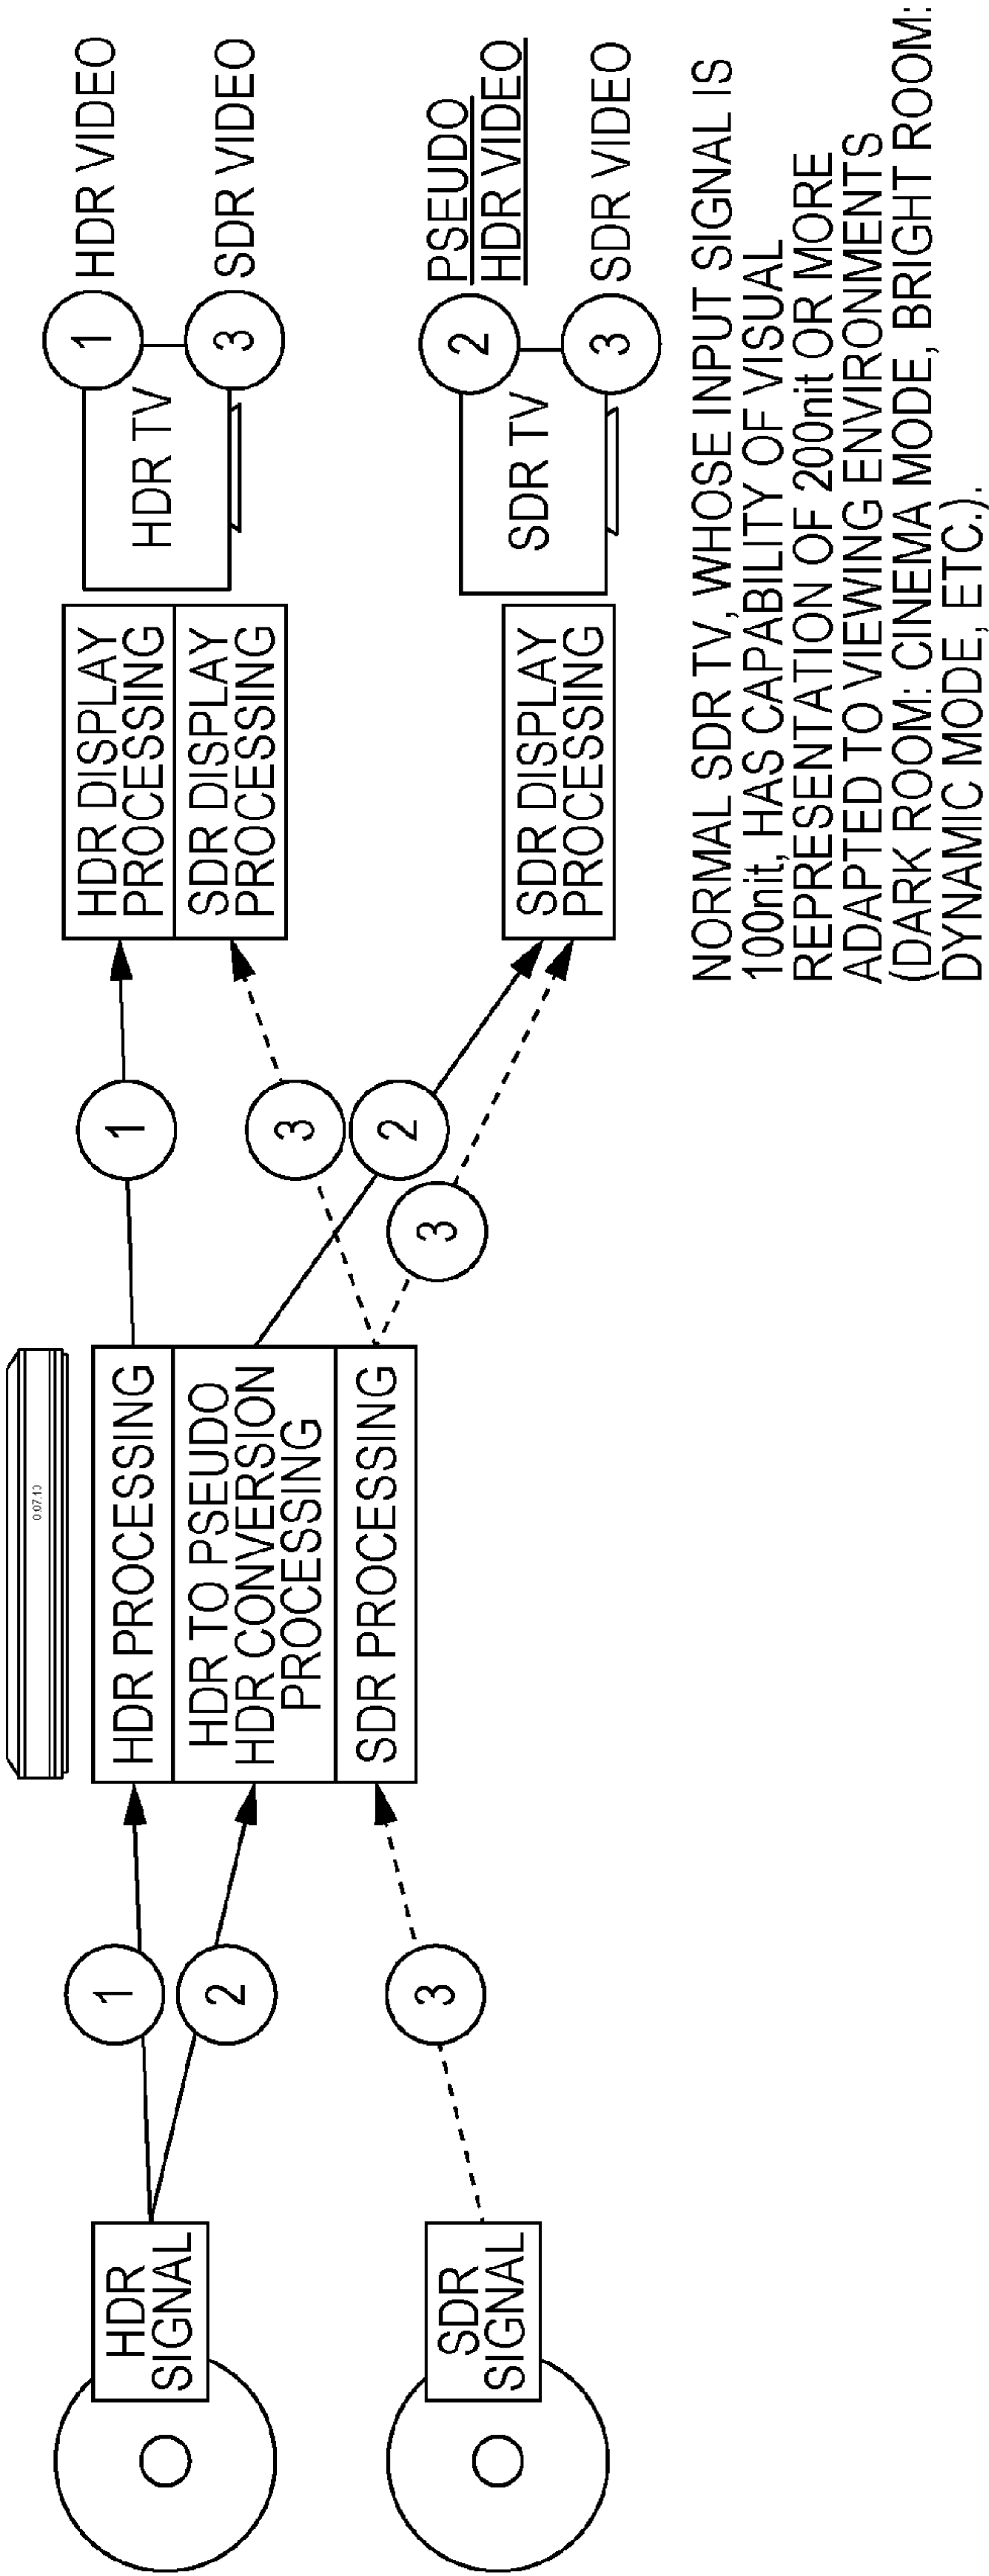 HDR
SIGNAL
SDR
SIGNAL
1
2
3
0:07.10
HDR PROCESSING
HDR TO PSEUDO
HDR CONVERSION
PROCESSING
SDR PROCESSING
1
3
2
3
HDR DISPLAY
PROCESSING
SDR DISPLAY
PROCESSING
SDR DISPLAY
PROCESSING
HDR TV
1
HDR VIDEO
3
SDR VIDEO
SDR TV
2
PSEUDO
HDR VIDEO
3
SDR VIDEO
NORMAL SDR TV, WHOSE INPUT SIGNAL IS
100nit, HAS CAPABILITY OF VISUAL
REPRESENTATION OF 200nit OR MORE
ADAPTED TO VIEWING ENVIRONMENTS
(DARK ROOM: CINEMA MODE, BRIGHT ROOM:
DYNAMIC MODE, ETC.).